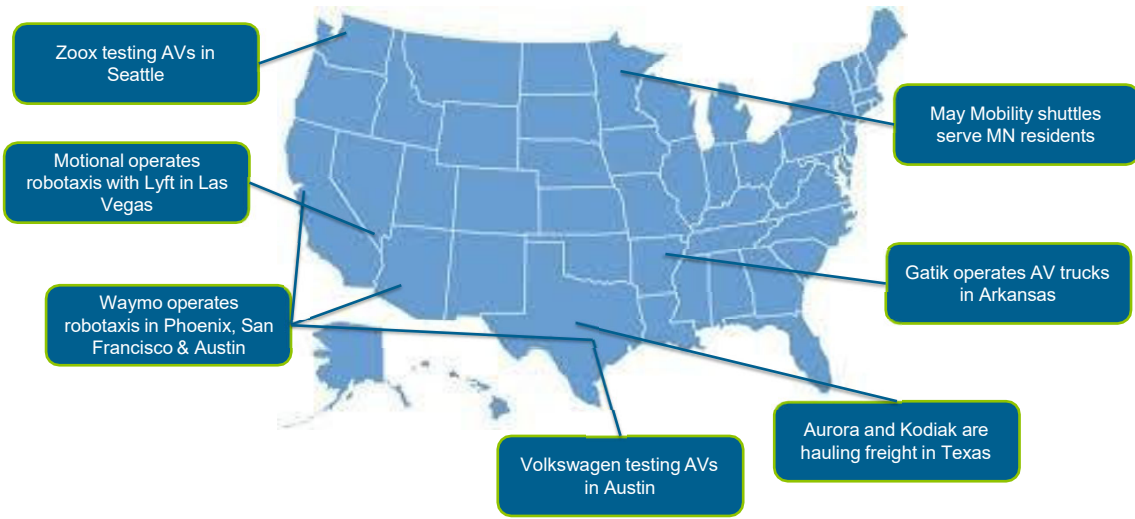 Zoox testing AVs in
Seattle
May Mobility shuttles
serve MN residents
Motional operates
robotaxis with Lyft in Las
Vegas
Gatik operates AV trucks
in Arkansas
Waymo operates
robotaxis in Phoenix, San
Francisco & Austin
Aurora and Kodiak are
hauling freight in Texas
Volkswagen testing AVs
in Austin